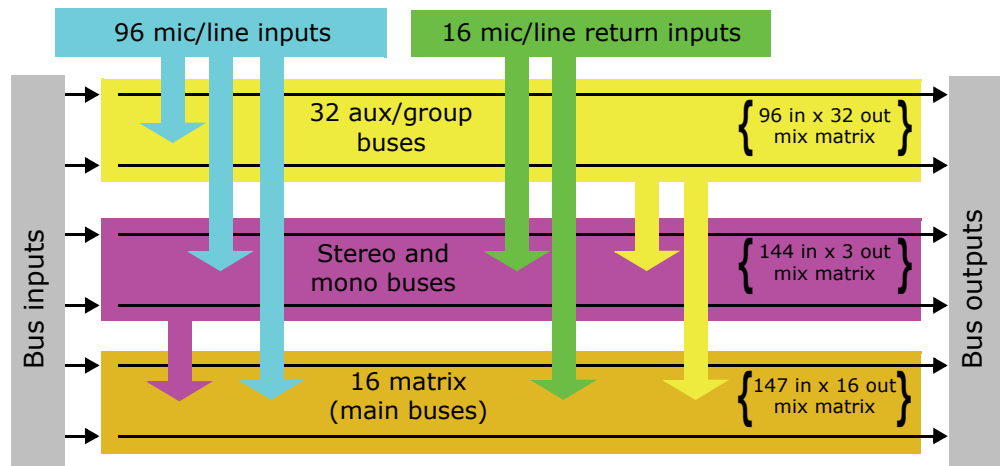 96 mic/line inputs
16 mic/line return inputs
32 aux/group
buses
{ 96 in x 32 out
mix matrix }
Stereo and
mono buses
{ 144 in x 3 out
mix matrix }
16 matrix
(main buses)
{ 147 in x 16 out
mix matrix }
Bus inputs
Bus outputs